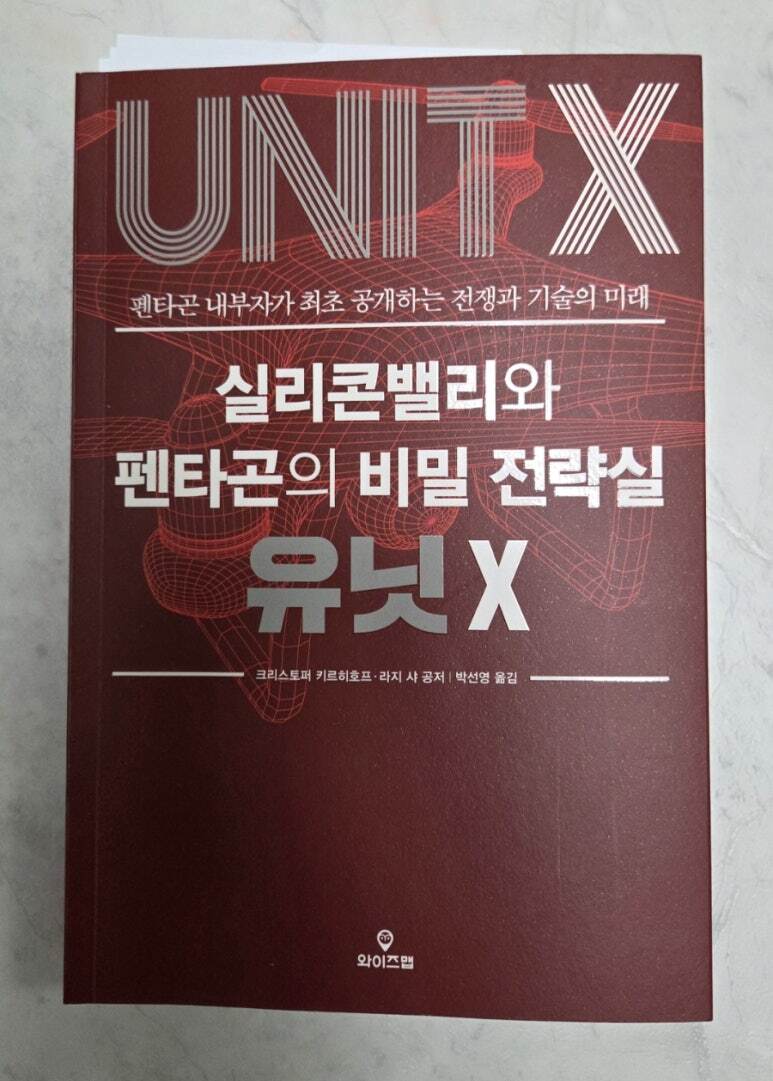 UNIT X
펜타곤 내부자가 최초 공개하는 전쟁과 기술의 미래
실리콘밸리와
펜타곤의 비밀 전략실
유닛 X
크리스토퍼 키르히호프·라지 샤 공저 | 박선영 옮김
와이즈맵